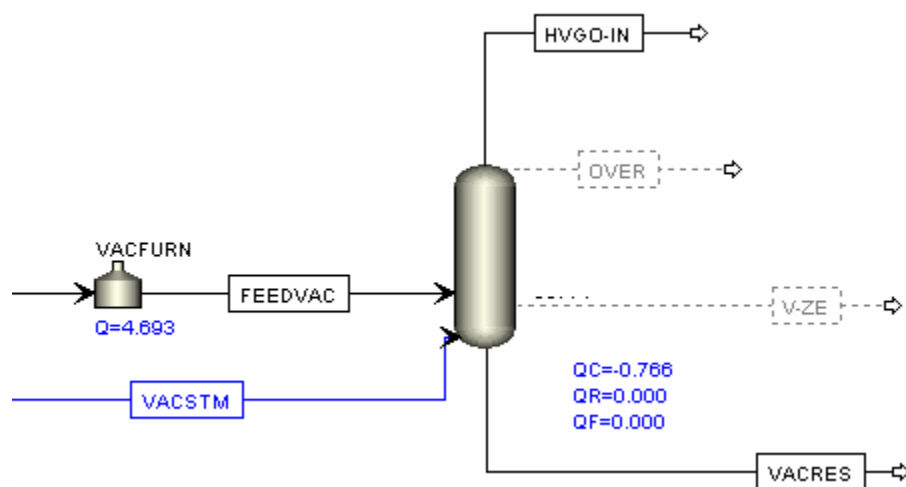 HVGO-IN
OVER
VACFURN
FEEDVAC
V-ZE
Q=4.693
QC=-0.766
QR=0.000
QF=0.000
VACSTM
VACRES